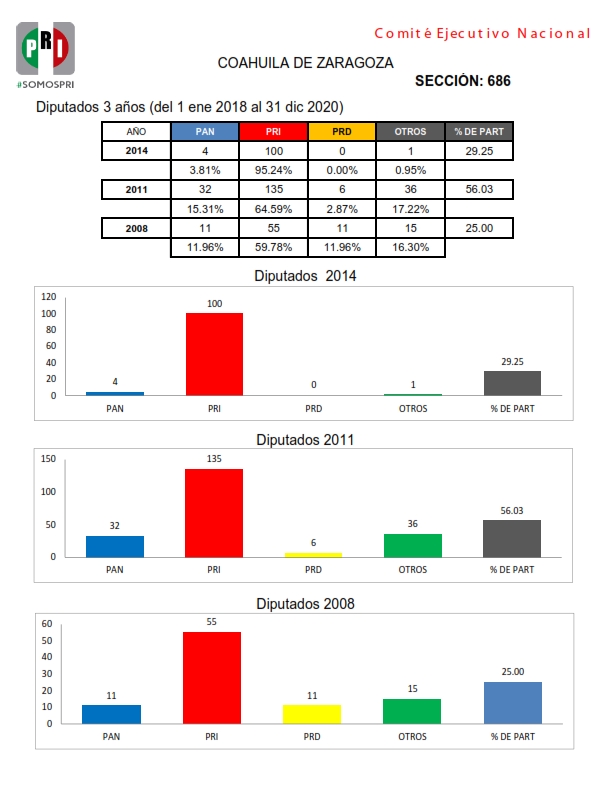 Comité Ejecutivo Nacional
PRI
#SOMOSPRI
COAHUILA DE ZARAGOZA
SECCIÓN: 686
Diputados 3 años (del 1 ene 2018 al 31 dic 2020)
AÑO PAN PRI PRD OTROS % DE PART
2014 4 100 0 1 29.25
3.81% 95.24% 0.00% 0.95%
2011 32 135 6 36 56.03
15.31% 64.59% 2.87% 17.22%
2008 11 55 11 15 25.00
11.96% 59.78% 11.96% 16.30%
Diputados 2014
120
100
80
60
40
20
0
4 100 0 1 29.25
PAN PRI PRD OTROS % DE PART
Diputados 2011
150
100
50
0
32 135 6 36 56.03
PAN PRI PRD OTROS % DE PART
Diputados 2008
60
50
40
30
20
10
0
11 55 11 15 25.00
PAN PRI PRD OTROS % DE PART